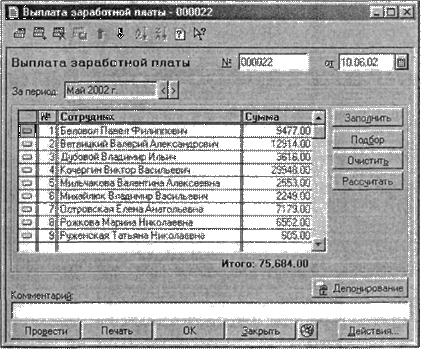 Выплата заработной платы - 000022
Выплата заработной платы № 000022 от 10.06.02
За период: Май 2002 г. < >
№ Сотрудник Сумма
1 Беловол Павел Филиппович 9477.00
2 Ветвицкий Валерий Александрович 12914.00
3 Дубовой Владимир Ильич 3616.00
4 Кочергин Виктор Васильевич 29948.00
5 Мильчакова Валентина Алексеевна 2553.00
6 Михайлюк Владимир Васильевич 2249.00
7 Островская Елена Анатольевна 7179.00
8 Рожкова Марина Николаевна 6552.00
9 Руженская Татьяна Николаевна 505.00
Заполнить
Подбор
Очистить
Рассчитать
Итого: 75,684.00
Депонирование
Комментарий:
Провести Печать OK Закрыть Действия...